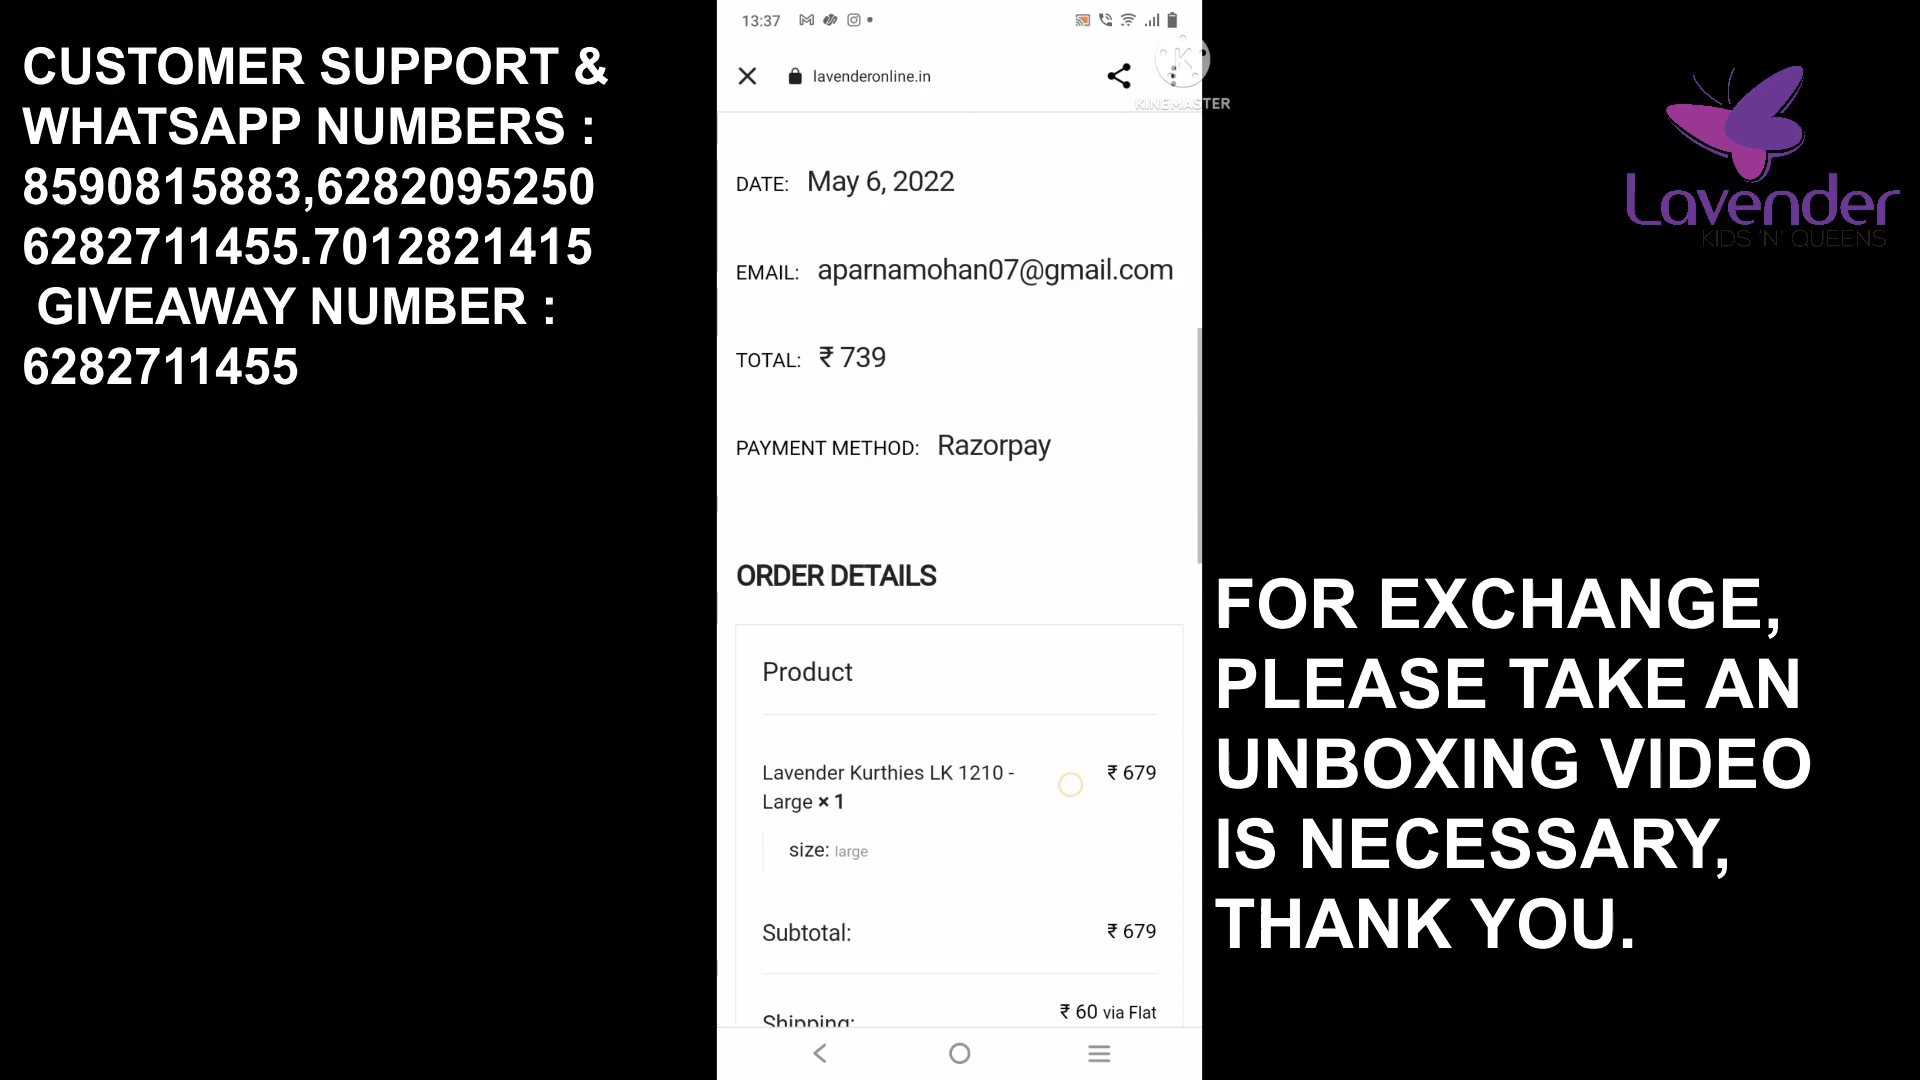 CUSTOMER SUPPORT &
WHATSAPP NUMBERS :
8590815883,6282095250
6282711455.7012821415
GIVEAWAY NUMBER :
6282711455
13:37
lavenderonline.in
KINEMASTER
DATE: May 6, 2022
EMAIL: aparnamohan07@gmail.com
TOTAL: ₹ 739
PAYMENT METHOD: Razorpay
ORDER DETAILS
Product
Lavender Kurthies LK 1210 - ₹ 679
Large × 1
size: large
Subtotal: ₹ 679
Shipping: ₹ 60 via Flat
Lavender
KIDS 'N' QUEENS
FOR EXCHANGE,
PLEASE TAKE AN
UNBOXING VIDEO
IS NECESSARY,
THANK YOU.